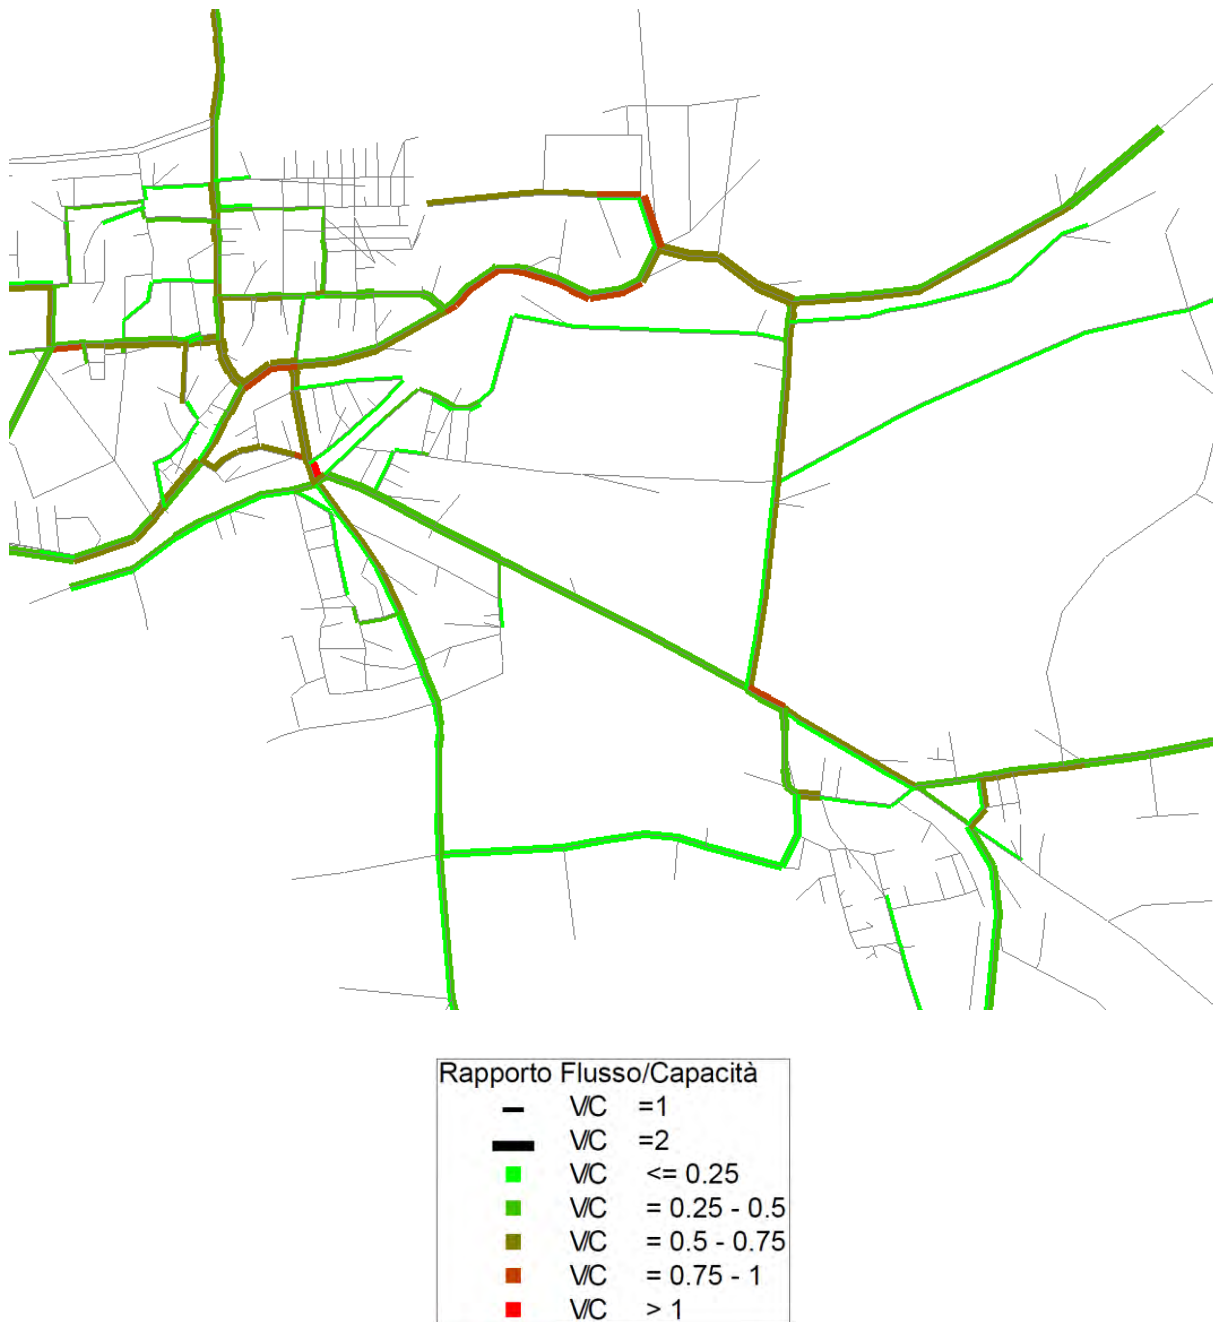 Rapporto Flusso/Capacità
V/C =1
V/C =2
V/C <= 0.25
V/C = 0.25 - 0.5
V/C = 0.5 - 0.75
V/C = 0.75 - 1
V/C > 1